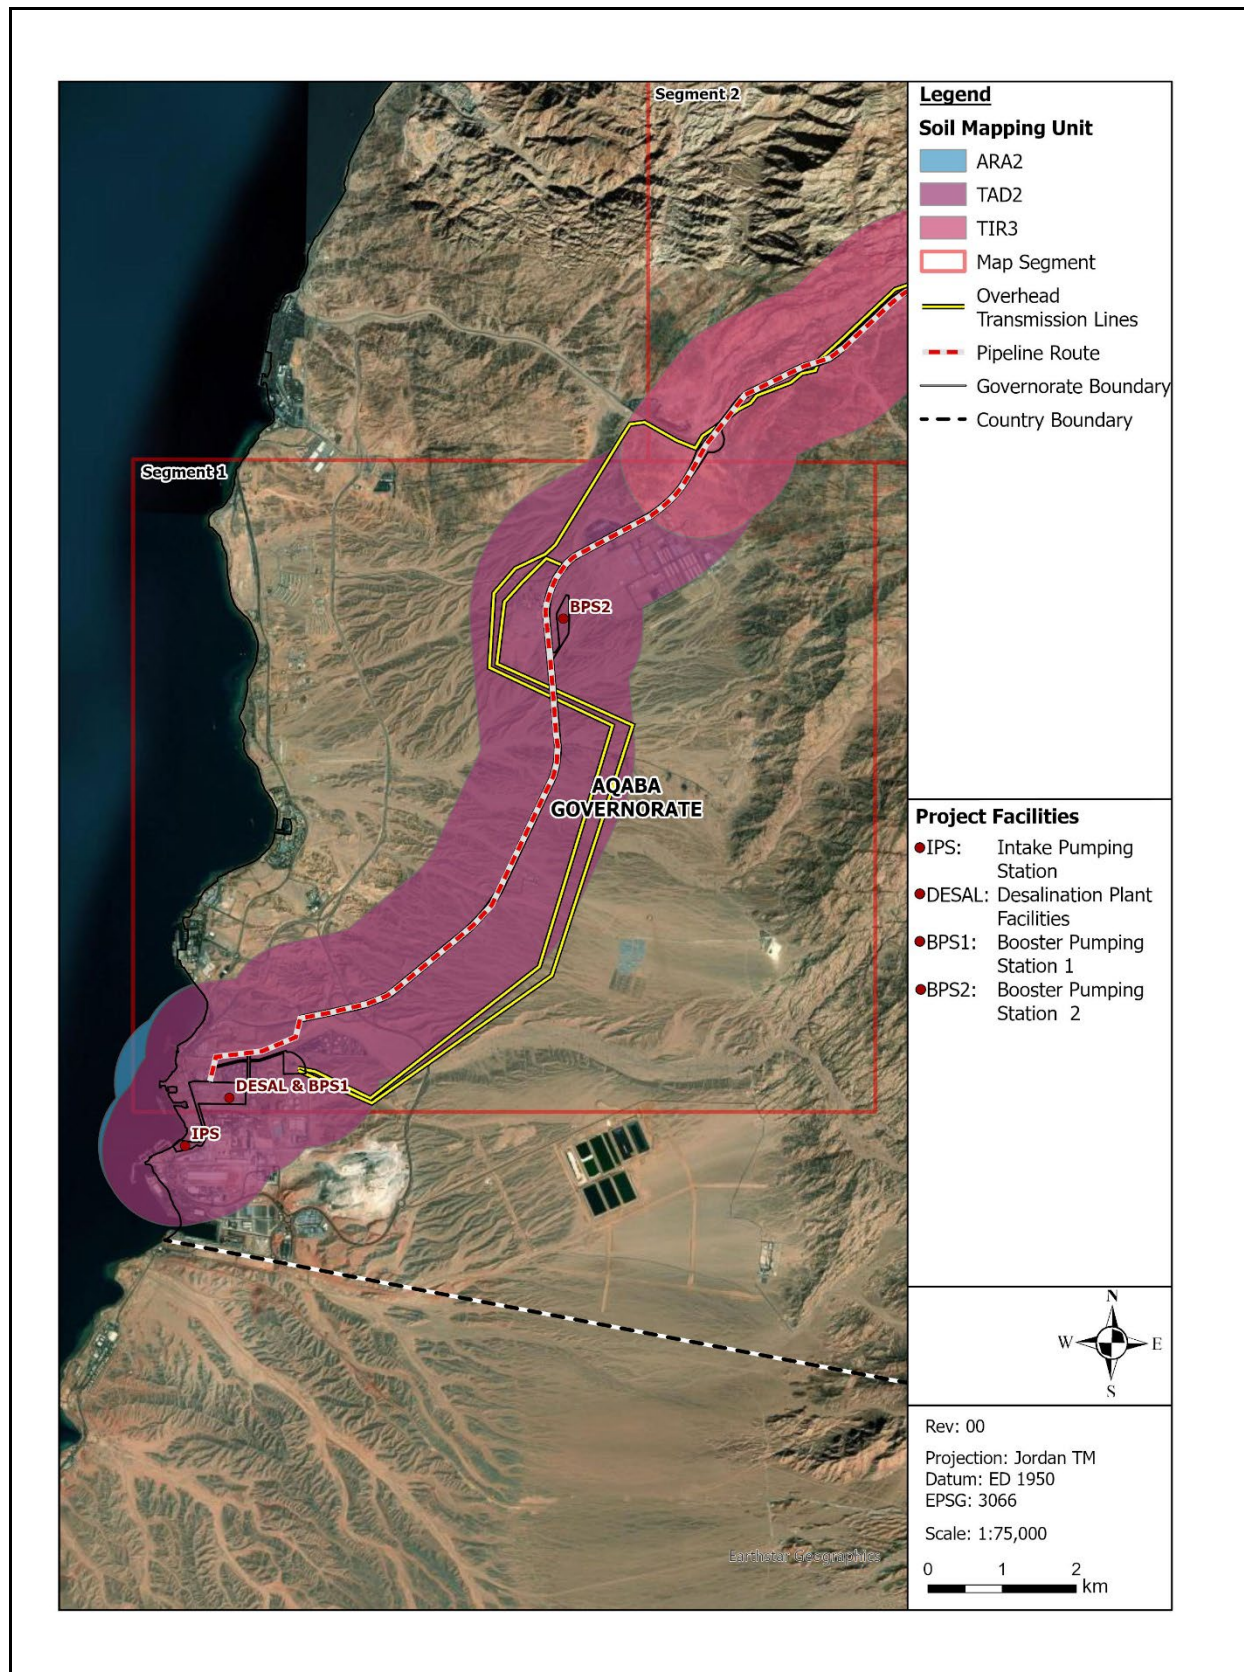 Segment 2
Segment 1
BPS2
AQABA
GOVERNORATE
DESAL & BPS1
IPS
Earthstar Geographics
Legend
Soil Mapping Unit
ARA2
TAD2
TIR3
Map Segment
Overhead
Transmission Lines
Pipeline Route
Governorate Boundary
Country Boundary
Project Facilities
IPS: Intake Pumping
Station
DESAL: Desalination Plant
Facilities
BPS1: Booster Pumping
Station 1
BPS2: Booster Pumping
Station 2
N
W E
S
Rev: 00
Projection: Jordan TM
Datum: ED 1950
EPSG: 3066
Scale: 1:75,000
0 1 2
km